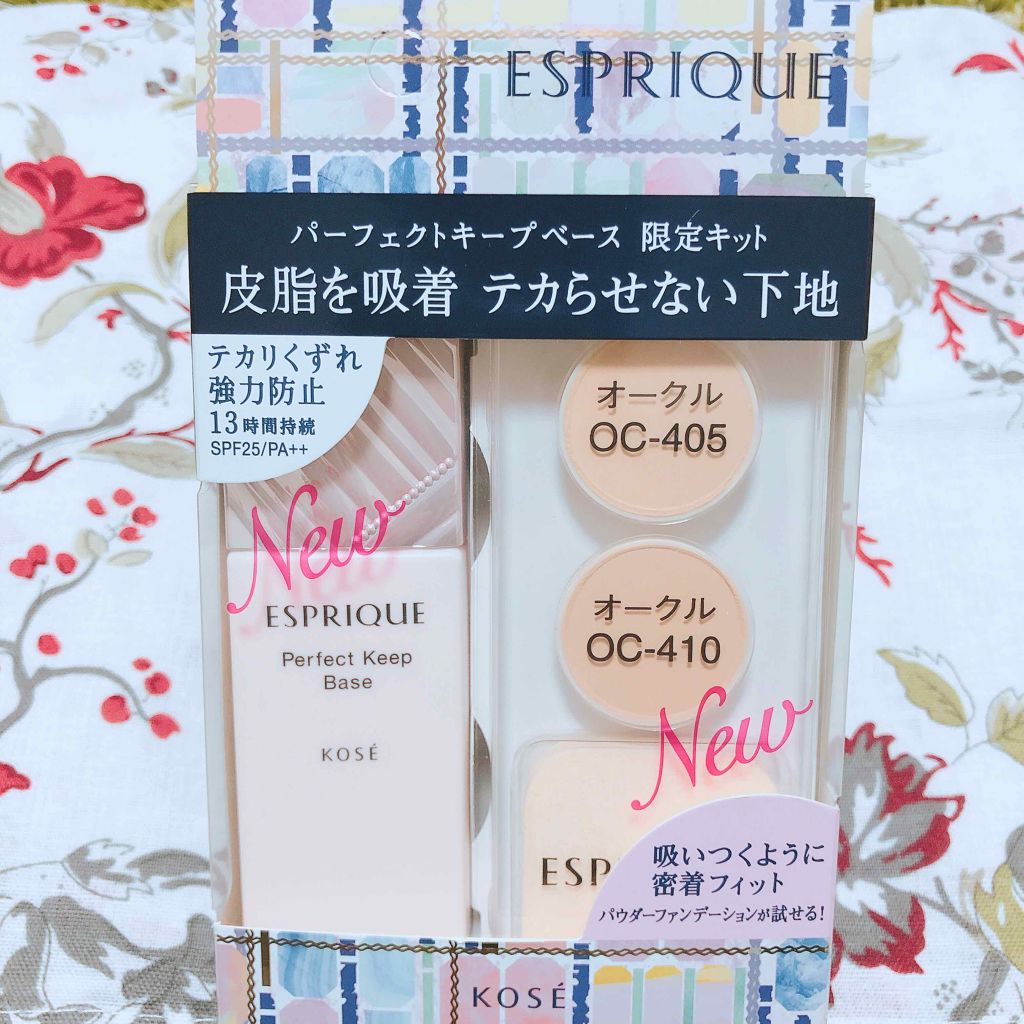 ESPRIQUE
パーフェクトキープベース 限定キット
皮脂を吸着 テカらせない下地
テカリくずれ
強力防止
13時間持続
SPF25/PA++
New
ESPRIQUE
Perfect Keep
Base
KOSÉ
オークル
OC-405
オークル
OC-410
New
ESP
吸いつくように
密着フィット
パウダーファンデーションが試せる!
KOSÉ